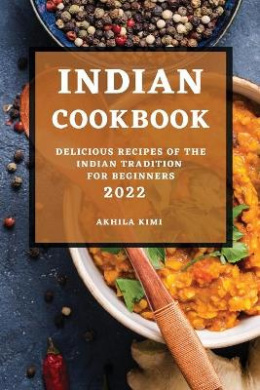 INDIAN
COOKBOOK
DELICIOUS RECIPES OF THE
INDIAN TRADITION
FOR BEGINNERS
2022
AKHILA KIMI